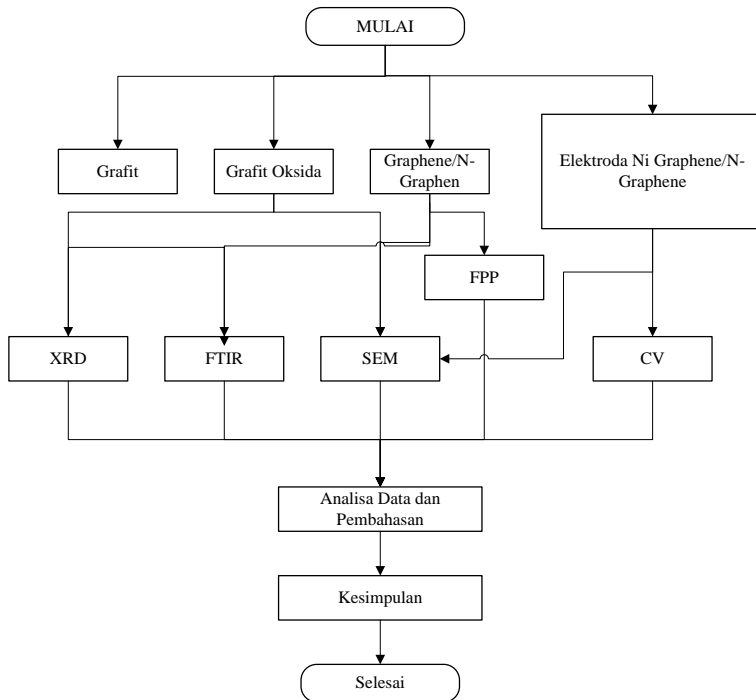 MULAI
Grafit
Grafit Oksida
Graphene/N-
Graphen
Elektroda Ni Graphene/N-
Graphene
FPP
XRD
FTIR
SEM
CV
Analisa Data dan
Pembahasan
Kesimpulan
Selesai